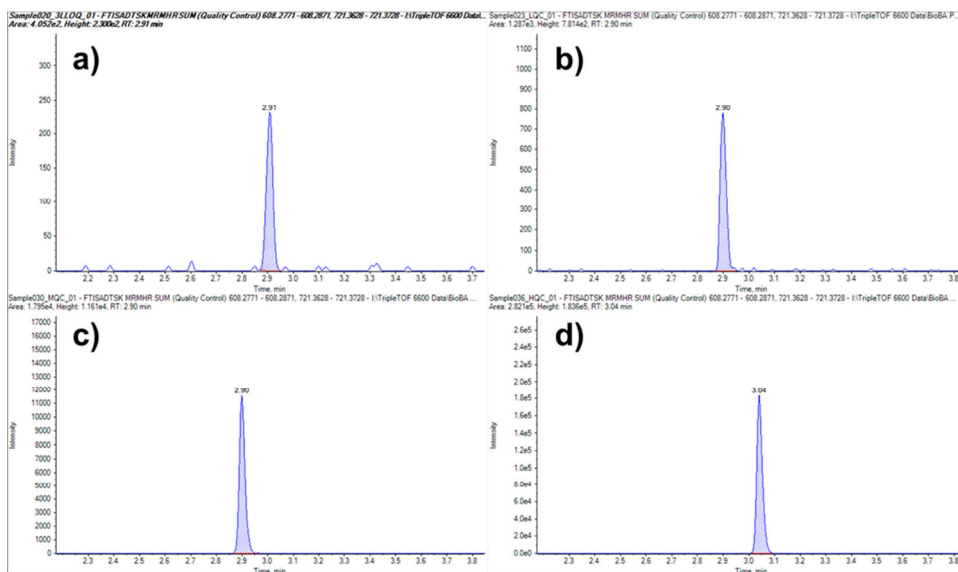 Sample020_3LLOQ_01 - FTISADTSK MRMHR SUM (Quality Control) 608.2771 - 608.2871, 721.3628 - 721.3728 - I:\TripleTOF 6600 Data\...
Area: 4.052e2, Height: 2.300e2, RT: 2.91 min
a)
2.91
300
250
200
150
100
50
0
Intensity
2.2 2.3 2.4 2.5 2.6 2.7 2.8 2.9 3.0 3.1 3.2 3.3 3.4 3.5 3.6 3.7
Time, min
Sample023_LQC_01 - FTISADTSK MRMHR SUM (Quality Control) 608.2771 - 608.2871, 721.3628 - 721.3728 - I:\TripleTOF 6600 Data\BioBA P...
Area: 1.287e3, Height: 7.814e2, RT: 2.90 min
b)
2.90
1100
1000
900
800
700
600
500
400
300
200
100
0
Intensity
2.3 2.4 2.5 2.6 2.7 2.8 2.9 3.0 3.1 3.2 3.3 3.4 3.5 3.6 3.7 3.8
Time, min
Sample030_MQC_01 - FTISADTSK MRMHR SUM (Quality Control) 608.2771 - 608.2871, 721.3628 - 721.3728 - I:\TripleTOF 6600 Data\BioBA ...
Area: 1.795e4, Height: 1.161e4, RT: 2.90 min
c)
2.90
17000
16000
15000
14000
13000
12000
11000
10000
9000
8000
7000
6000
5000
4000
3000
2000
1000
0
Intensity
2.3 2.4 2.5 2.6 2.7 2.8 2.9 3.0 3.1 3.2 3.3 3.4 3.5 3.6 3.7 3.8
Time, min
Sample036_HQC_01 - FTISADTSK MRMHR SUM (Quality Control) 608.2771 - 608.2871, 721.3628 - 721.3728 - I:\TripleTOF 6600 Data\BioBA ...
Area: 2.821e5, Height: 1.836e5, RT: 3.04 min
d)
3.04
2.6e5
2.4e5
2.2e5
2.0e5
1.8e5
1.6e5
1.4e5
1.2e5
1.0e5
8.0e4
6.0e4
4.0e4
2.0e4
0.0e0
Intensity
2.3 2.4 2.5 2.6 2.7 2.8 2.9 3.0 3.1 3.2 3.3 3.4 3.5 3.6 3.7 3.8
Time, min